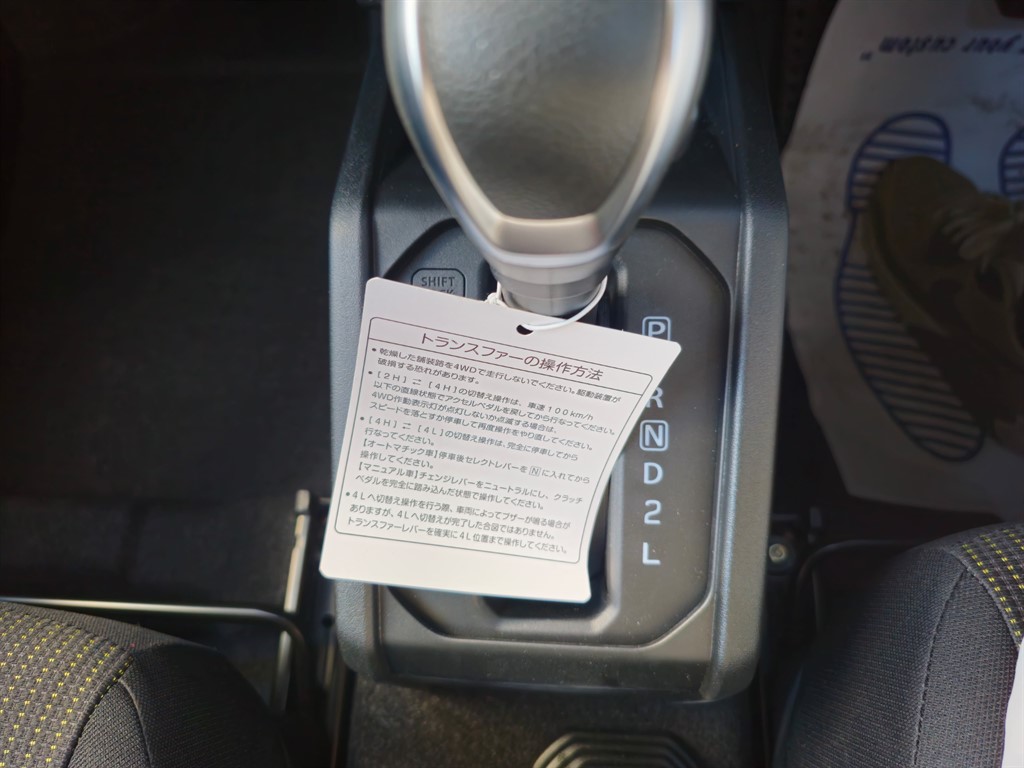 your custom
SHIFT
トランスファーの操作方法
• 乾燥した舗装路を4WDで走行しないでください。駆動装置が
破損する恐れがあります。
• [2H] ⇄ [4H]の切替え操作は、車速100km/h
以下の直線状態でアクセルペダルを戻してから行なってください。
4WD作動表示灯が点灯しないか点滅する場合は、
スピードを落とすか停車して再度操作をやり直してください。
• [4H] ⇄ [4L]の切替え操作は、完全に停車してから
行なってください。
【オートマチック車】停車後セレクトレバーを N に入れてから
操作してください。
【マニュアル車】チェンジレバーをニュートラルにし、クラッチ
ペダルを完全に踏み込んだ状態で操作してください。
• 4Lへ切替え操作を行う際、車両によってブザーが鳴る場合が
ありますが、4Lへ切替えが完了した合図ではありません。
トランスファーレバーを確実に4L位置まで操作してください。
P
R
N
D
2
L